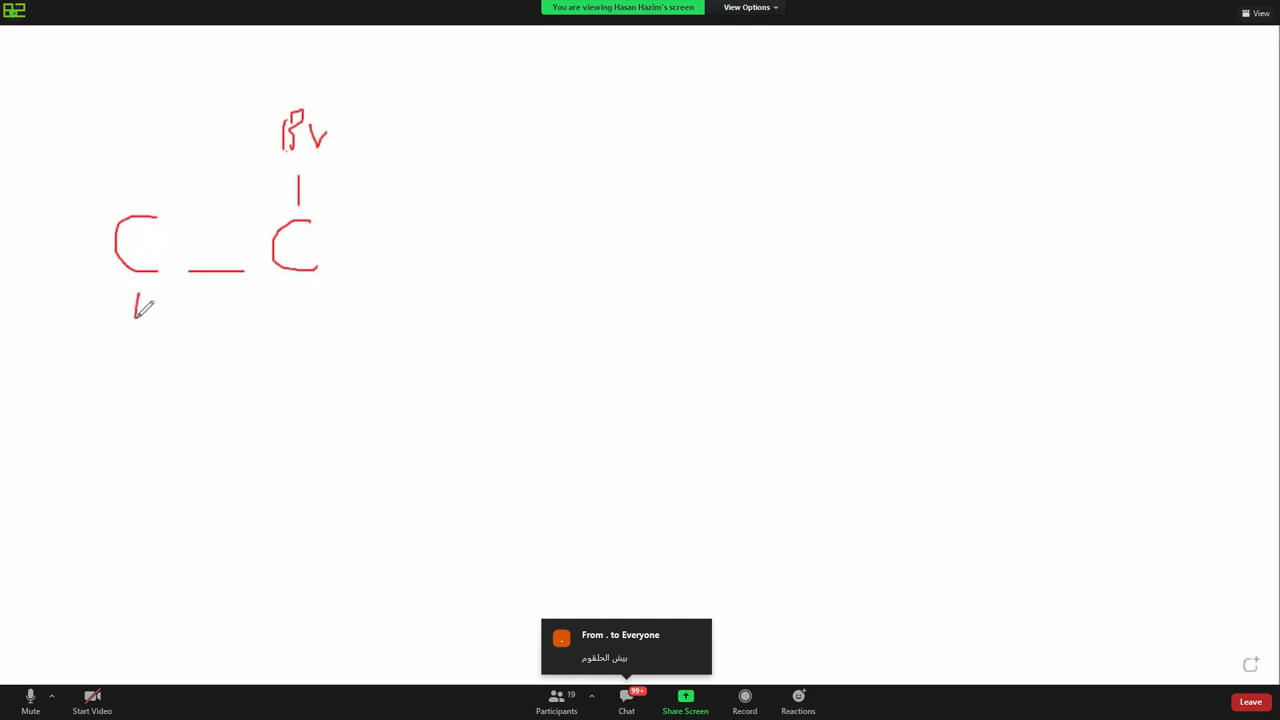 You are viewing Hasan Hazim's screen
View Options
View
C — C
From . to Everyone
بيش الحلقوم
Mute
Start Video
19
Participants
99+
Chat
Share Screen
Record
Reactions
Leave